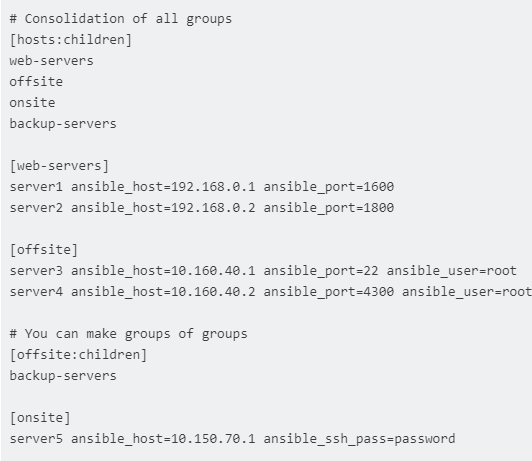 # Consolidation of all groups
[hosts:children]
web-servers
offsite
onsite
backup-servers

[web-servers]
server1 ansible_host=192.168.0.1 ansible_port=1600
server2 ansible_host=192.168.0.2 ansible_port=1800

[offsite]
server3 ansible_host=10.160.40.1 ansible_port=22 ansible_user=root
server4 ansible_host=10.160.40.2 ansible_port=4300 ansible_user=root

# You can make groups of groups
[offsite:children]
backup-servers

[onsite]
server5 ansible_host=10.150.70.1 ansible_ssh_pass=password